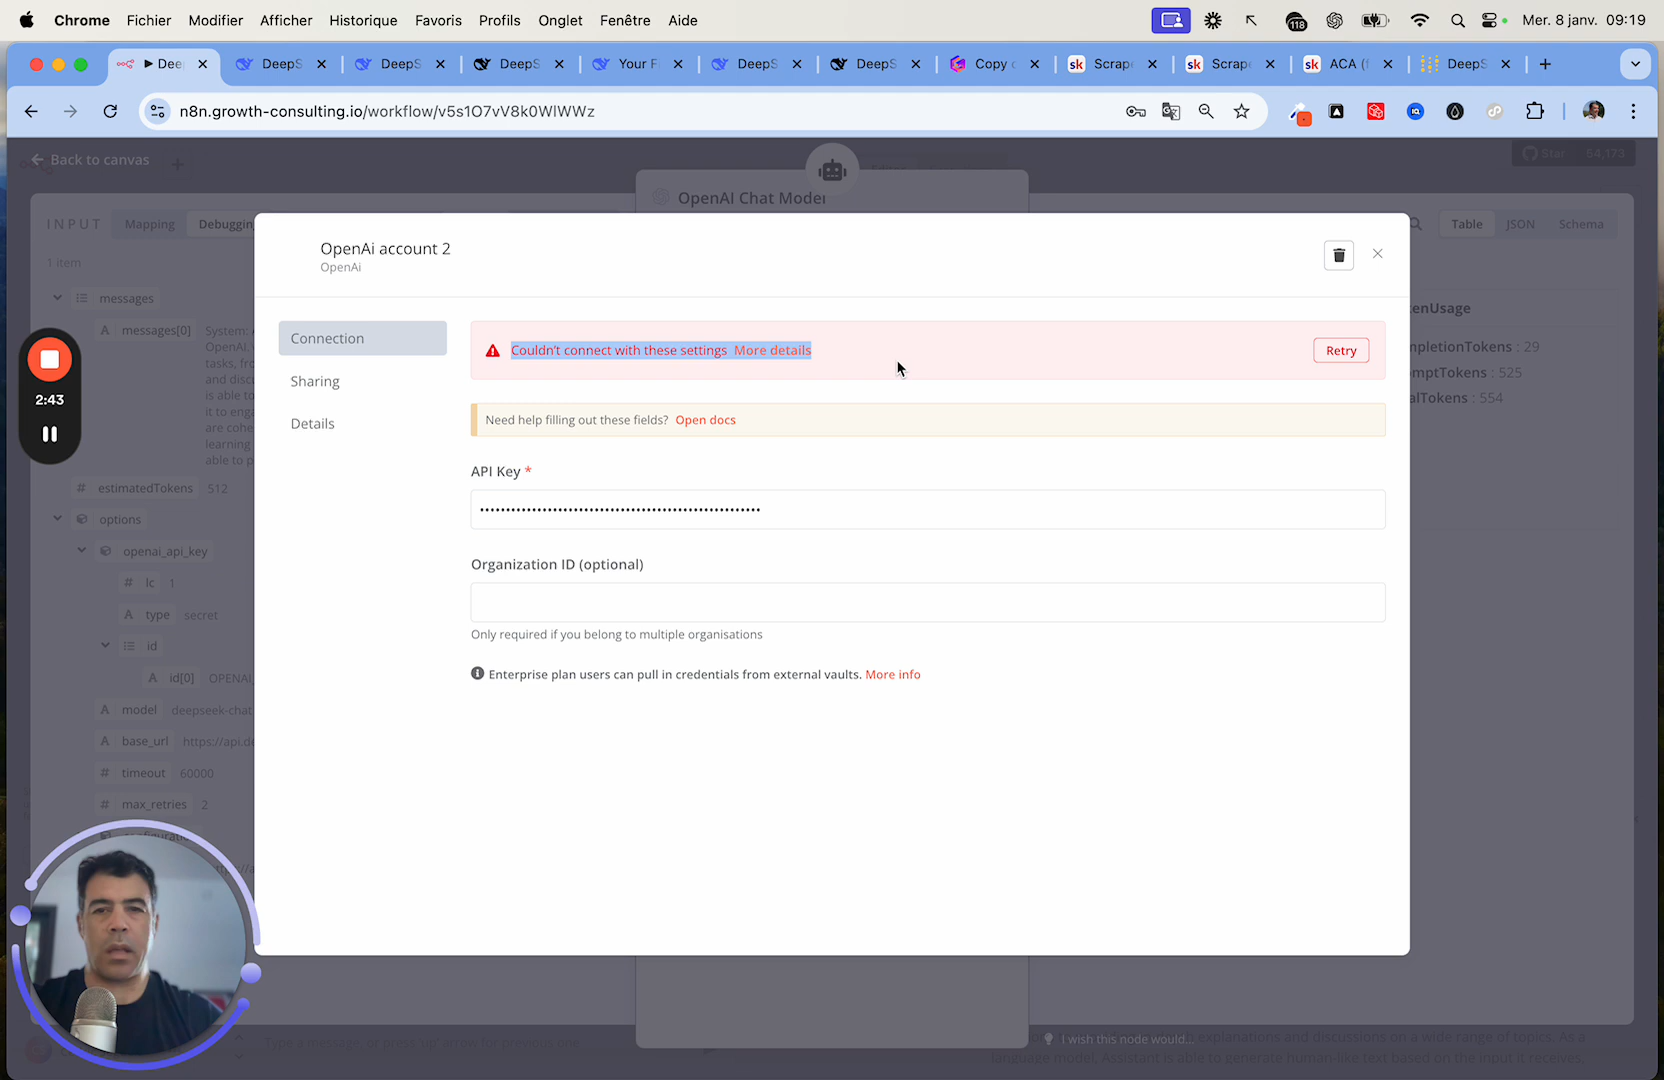 Chrome Fichier Modifier Afficher Historique Favoris Profils Onglet Fenêtre Aide 118 Mer. 8 janv. 09:19
Deep DeepS DeepS DeepS Your F DeepS DeepS Copy Scrap Scrap ACA (f DeepS
n8n.growth-consulting.io/workflow/v5s1O7vV8k0WlWWz
Back to canvas
Star 54,173
OpenAI Chat Model
INPUT Mapping Debugging
Table JSON Schema
1 item
messages
messages[0] System:
OpenAI.
tasks, fro
and disc
is able to
it to eng
are cohe
learning
able to p
estimatedTokens 512
options
openai_api_key
lc 1
type secret
id
id[0] OPENAI
model deepseek-chat
base_url https://api.de
timeout 60000
max_retries 2
2:43
OpenAi account 2
OpenAi
Connection
Sharing
Details
Couldn't connect with these settings More details
Retry
Need help filling out these fields? Open docs
API Key *
Organization ID (optional)
Only required if you belong to multiple organisations
Enterprise plan users can pull in credentials from external vaults. More info
enUsage
mpletionTokens : 29
mptTokens : 525
alTokens : 554
Type a message, or press 'up' arrow for previous one
I wish this node would...
explanations and discussions on a wide range of topics. As a
language model, Assistant is able to generate human-like text based on the input it receives,